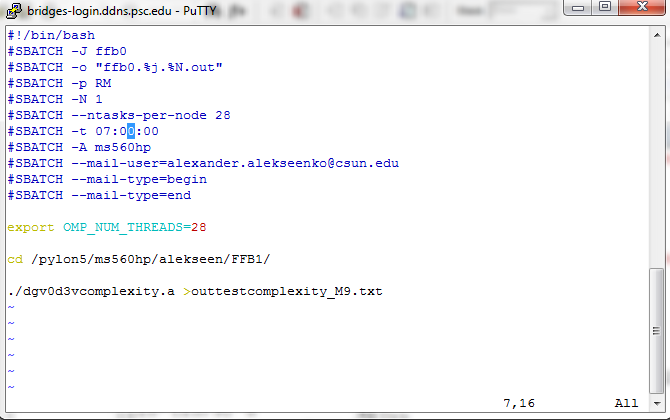 bridges-login.ddns.psc.edu - PuTTY
#!/bin/bash
#SBATCH -J ffb0
#SBATCH -o "ffb0.%j.%N.out"
#SBATCH -p RM
#SBATCH -N 1
#SBATCH --ntasks-per-node 28
#SBATCH -t 07:00:00
#SBATCH -A ms560hp
#SBATCH --mail-user=alexander.alekseenko@csun.edu
#SBATCH --mail-type=begin
#SBATCH --mail-type=end
export OMP_NUM_THREADS=28
cd /pylon5/ms560hp/alekseen/FFB1/
./dgv0d3vcomplexity.a >outtestcomplexity_M9.txt
~
~
~
~
~
~
7,16 All